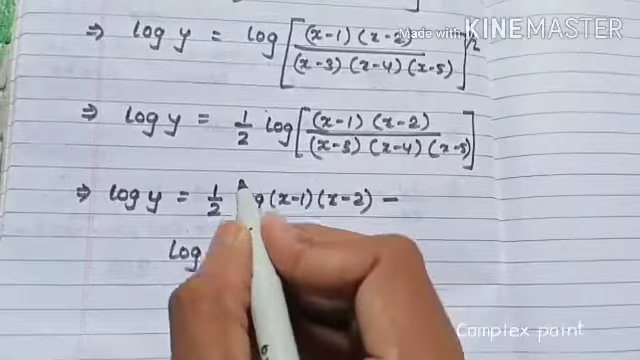 Made with KINEMASTER
⇒ log y = log [(x-1)(x-2) / (x-3)(x-4)(x-5)]^1/2
⇒ log y = 1/2 log [(x-1)(x-2) / (x-3)(x-4)(x-5)]
⇒ log y = 1/2 (x-1)(x-2) -
log
Complex point